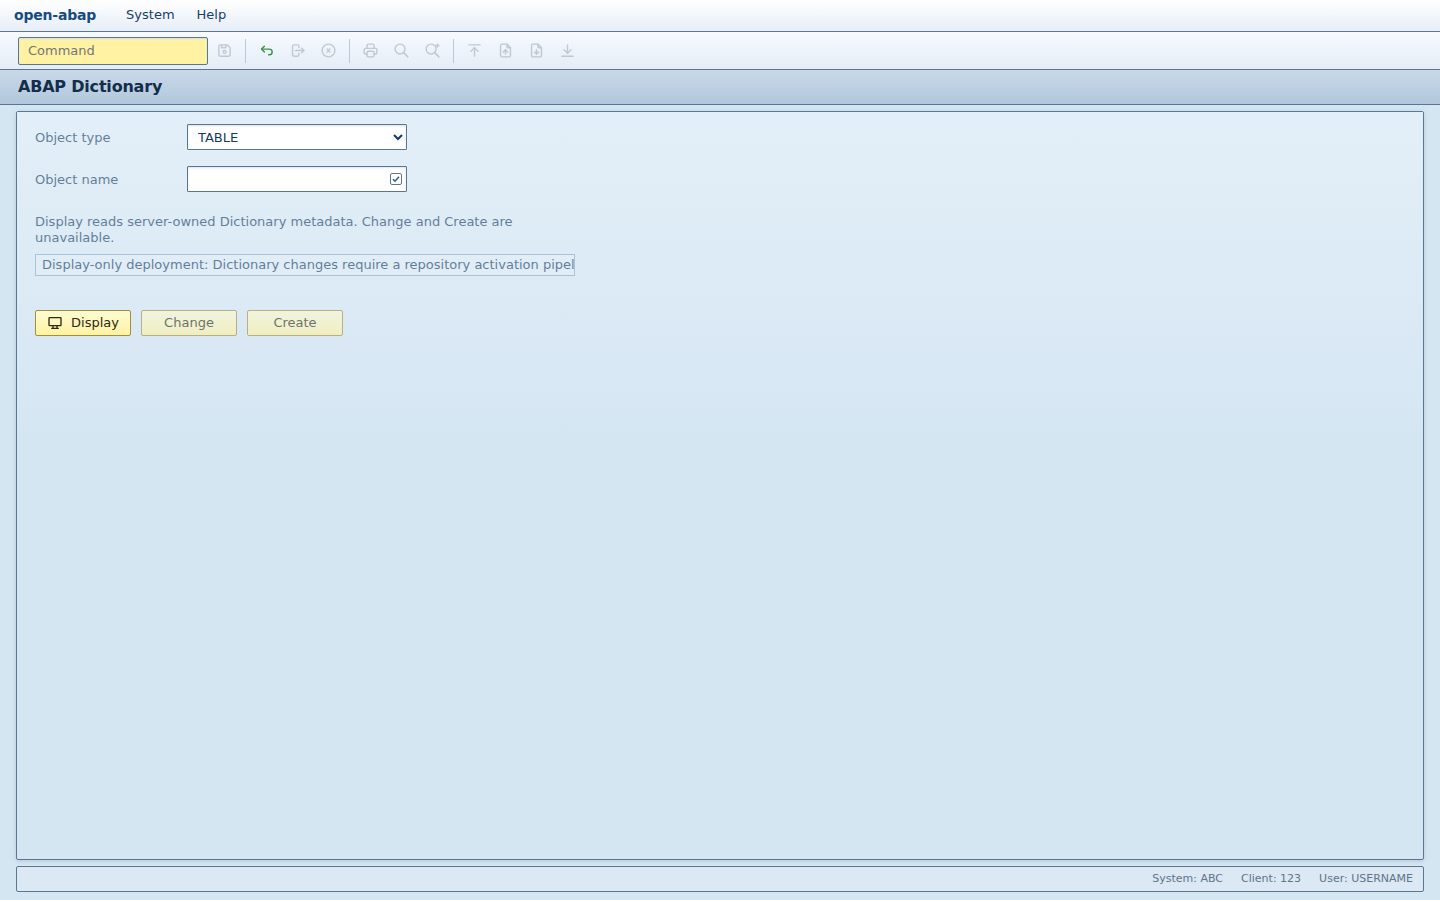 open-abap System Help
Command
ABAP Dictionary
Object type TABLE
Object name
Display reads server-owned Dictionary metadata. Change and Create are
unavailable.
Display-only deployment: Dictionary changes require a repository activation pipel
Display Change Create
System: ABC Client: 123 User: USERNAME